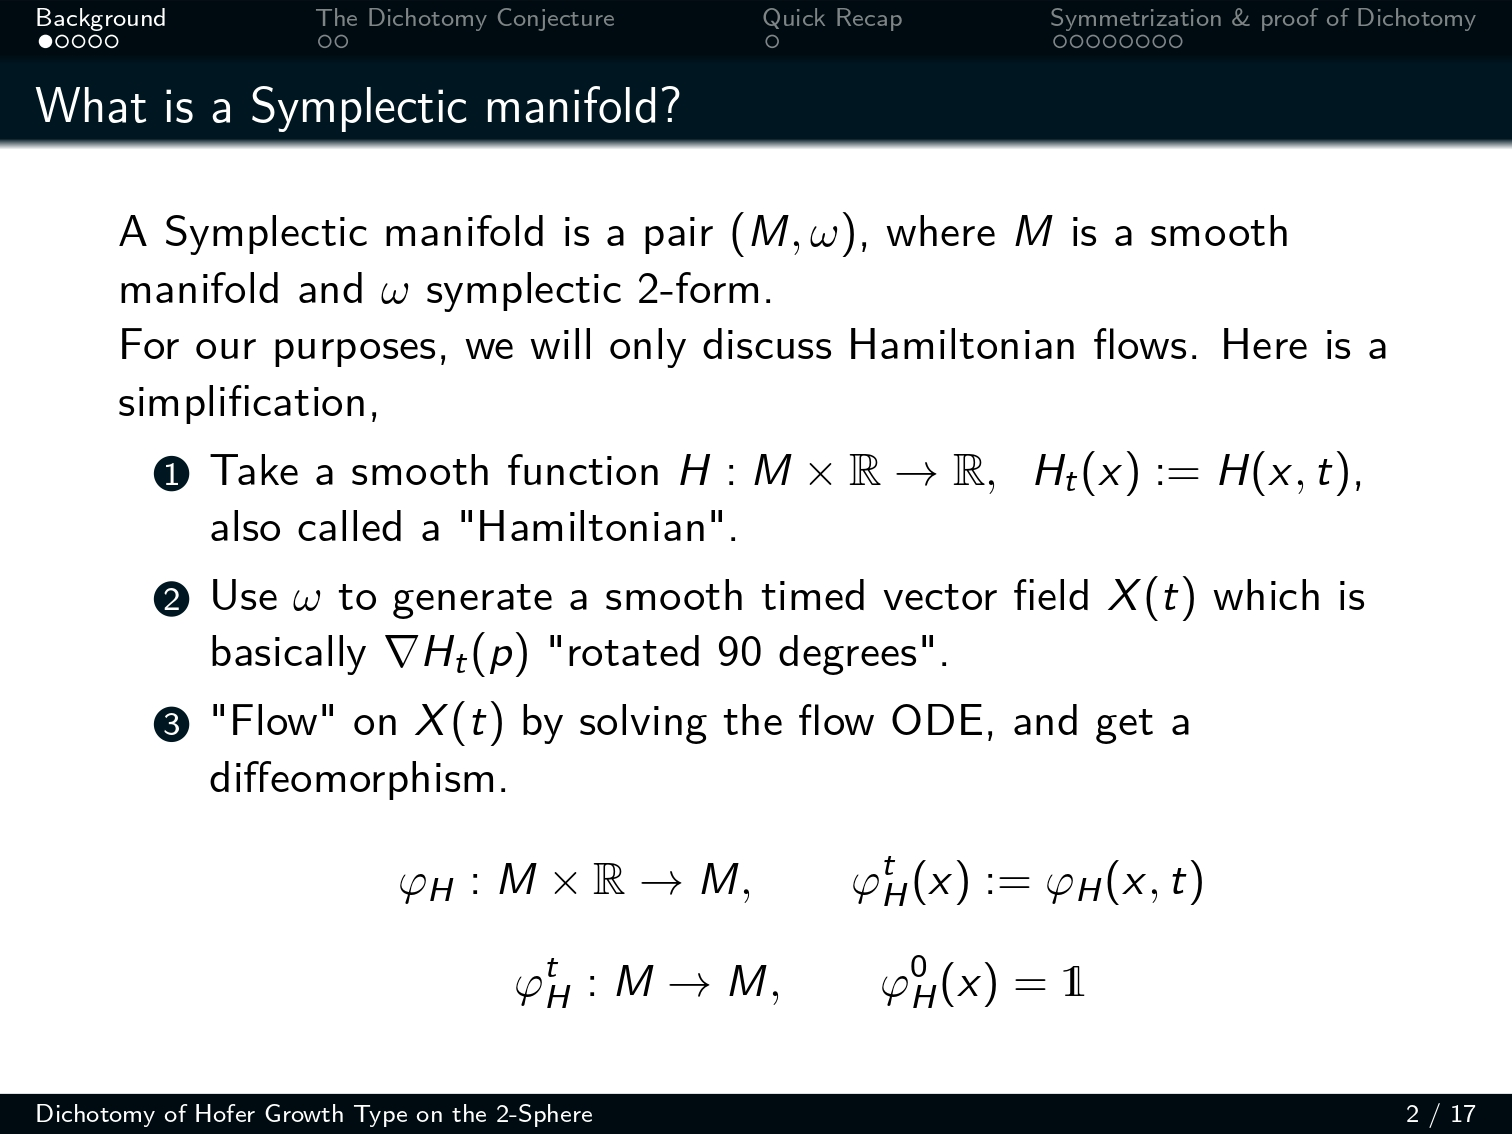 Background The Dichotomy Conjecture Quick Recap Symmetrization & proof of Dichotomy
What is a Symplectic manifold?
A Symplectic manifold is a pair (M, ω), where M is a smooth
manifold and ω symplectic 2-form.
For our purposes, we will only discuss Hamiltonian flows. Here is a
simplification,
1 Take a smooth function H : M × ℝ → ℝ, H_t(x) := H(x, t),
also called a "Hamiltonian".
2 Use ω to generate a smooth timed vector field X(t) which is
basically ∇H_t(p) "rotated 90 degrees".
3 "Flow" on X(t) by solving the flow ODE, and get a
diffeomorphism.
φ_H : M × ℝ → M, φ_H^t(x) := φ_H(x, t)
φ_H^t : M → M, φ_H^0(x) = 𝟙
Dichotomy of Hofer Growth Type on the 2-Sphere 2 / 17